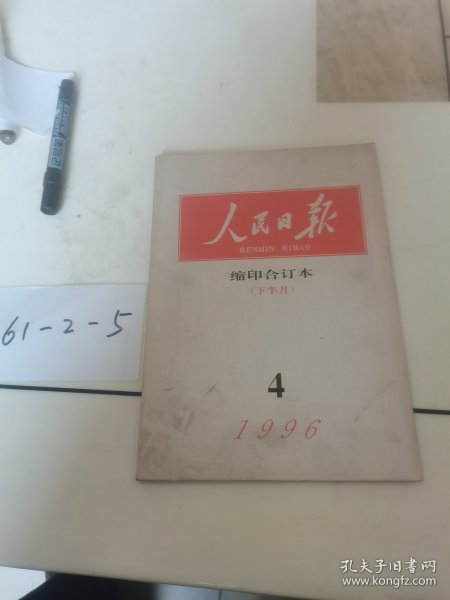 人民日报
RENMIN RIBAO
缩印合订本
(下半月)
4
1996
61-2-5
孔夫子旧书网
www.kongfz.com